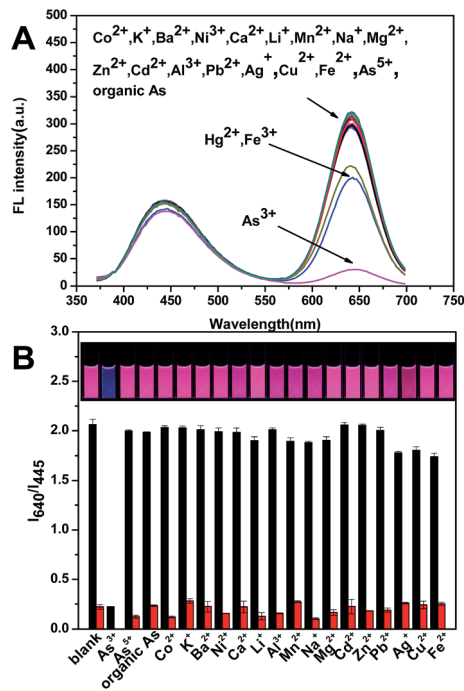 A
Co2+,K+,Ba2+,Ni3+,Ca2+,Li+,Mn2+,Na+,Mg2+,
Zn2+,Cd2+,Al3+,Pb2+,Ag+,Cu2+,Fe2+,As5+,
organic As
Hg2+,Fe3+
As3+
FL intensity(a.u.)
500
450
400
350
300
250
200
150
100
50
0
350 400 450 500 550 600 650 700 750
Wavelength(nm)
B
I640/I445
3.0
2.5
2.0
1.5
1.0
0.5
0.0
blank
As3+
As5+
organic As
Co2+
K+
Ba2+
Ni2+
Ca2+
Li+
Al3+
Mn2+
Na+
Mg2+
Cd2+
Zn2+
Pb2+
Ag+
Cu2+
Fe2+